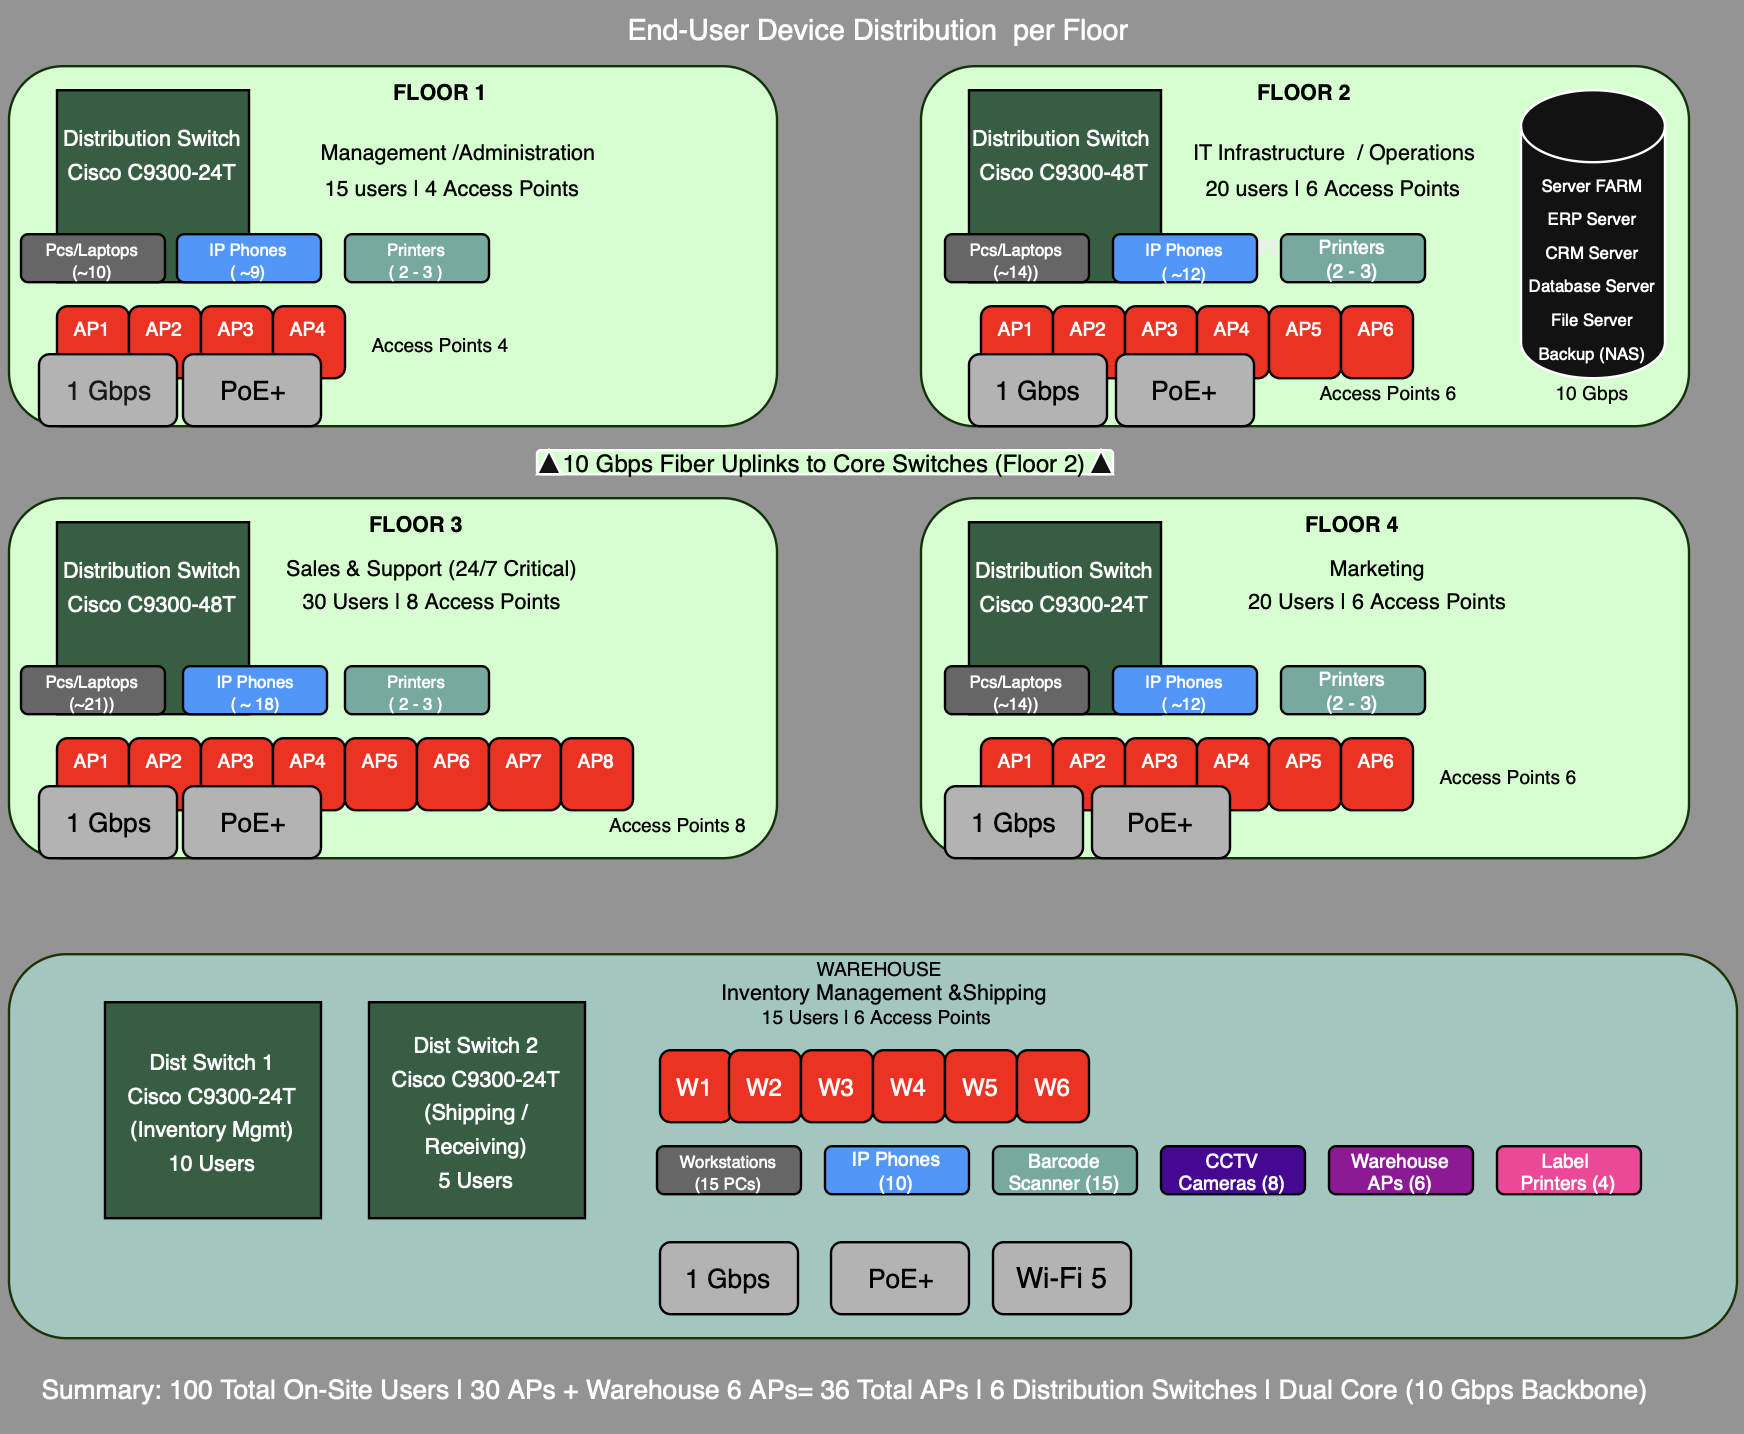 End-User Device Distribution  per Floor
FLOOR 1
Distribution Switch
Cisco C9300-24T
Management /Administration
15 users | 4 Access Points
Pcs/Laptops
(~10)
IP Phones
( ~9)
Printers
( 2 - 3 )
AP1
AP2
AP3
AP4
Access Points 4
1 Gbps
PoE+
FLOOR 2
Distribution Switch
Cisco C9300-48T
IT Infrastructure  / Operations
20 users | 6 Access Points
Pcs/Laptops
(~14))
IP Phones
( ~12)
Printers
(2 - 3)
AP1
AP2
AP3
AP4
AP5
AP6
1 Gbps
PoE+
Access Points 6
Server FARM
ERP Server
CRM Server
Database Server
File Server
Backup (NAS)
10 Gbps
▲10 Gbps Fiber Uplinks to Core Switches (Floor 2) ▲
FLOOR 3
Distribution Switch
Cisco C9300-48T
Sales & Support (24/7 Critical)
30 Users | 8 Access Points
Pcs/Laptops
(~21))
IP Phones
( ~ 18)
Printers
( 2 - 3 )
AP1
AP2
AP3
AP4
AP5
AP6
AP7
AP8
1 Gbps
PoE+
Access Points 8
FLOOR 4
Distribution Switch
Cisco C9300-24T
Marketing
20 Users | 6 Access Points
Pcs/Laptops
(~14))
IP Phones
( ~12)
Printers
(2 - 3)
AP1
AP2
AP3
AP4
AP5
AP6
Access Points 6
1 Gbps
PoE+
WAREHOUSE
Inventory Management &Shipping
15 Users | 6 Access Points
Dist Switch 1
Cisco C9300-24T
(Inventory Mgmt)
10 Users
Dist Switch 2
Cisco C9300-24T
(Shipping /
Receiving)
5 Users
W1
W2
W3
W4
W5
W6
Workstations
(15 PCs)
IP Phones
(10)
Barcode
Scanner (15)
CCTV
Cameras (8)
Warehouse
APs (6)
Label
Printers (4)
1 Gbps
PoE+
Wi-Fi 5
Summary: 100 Total On-Site Users | 30 APs + Warehouse 6 APs= 36 Total APs | 6 Distribution Switches | Dual Core (10 Gbps Backbone)